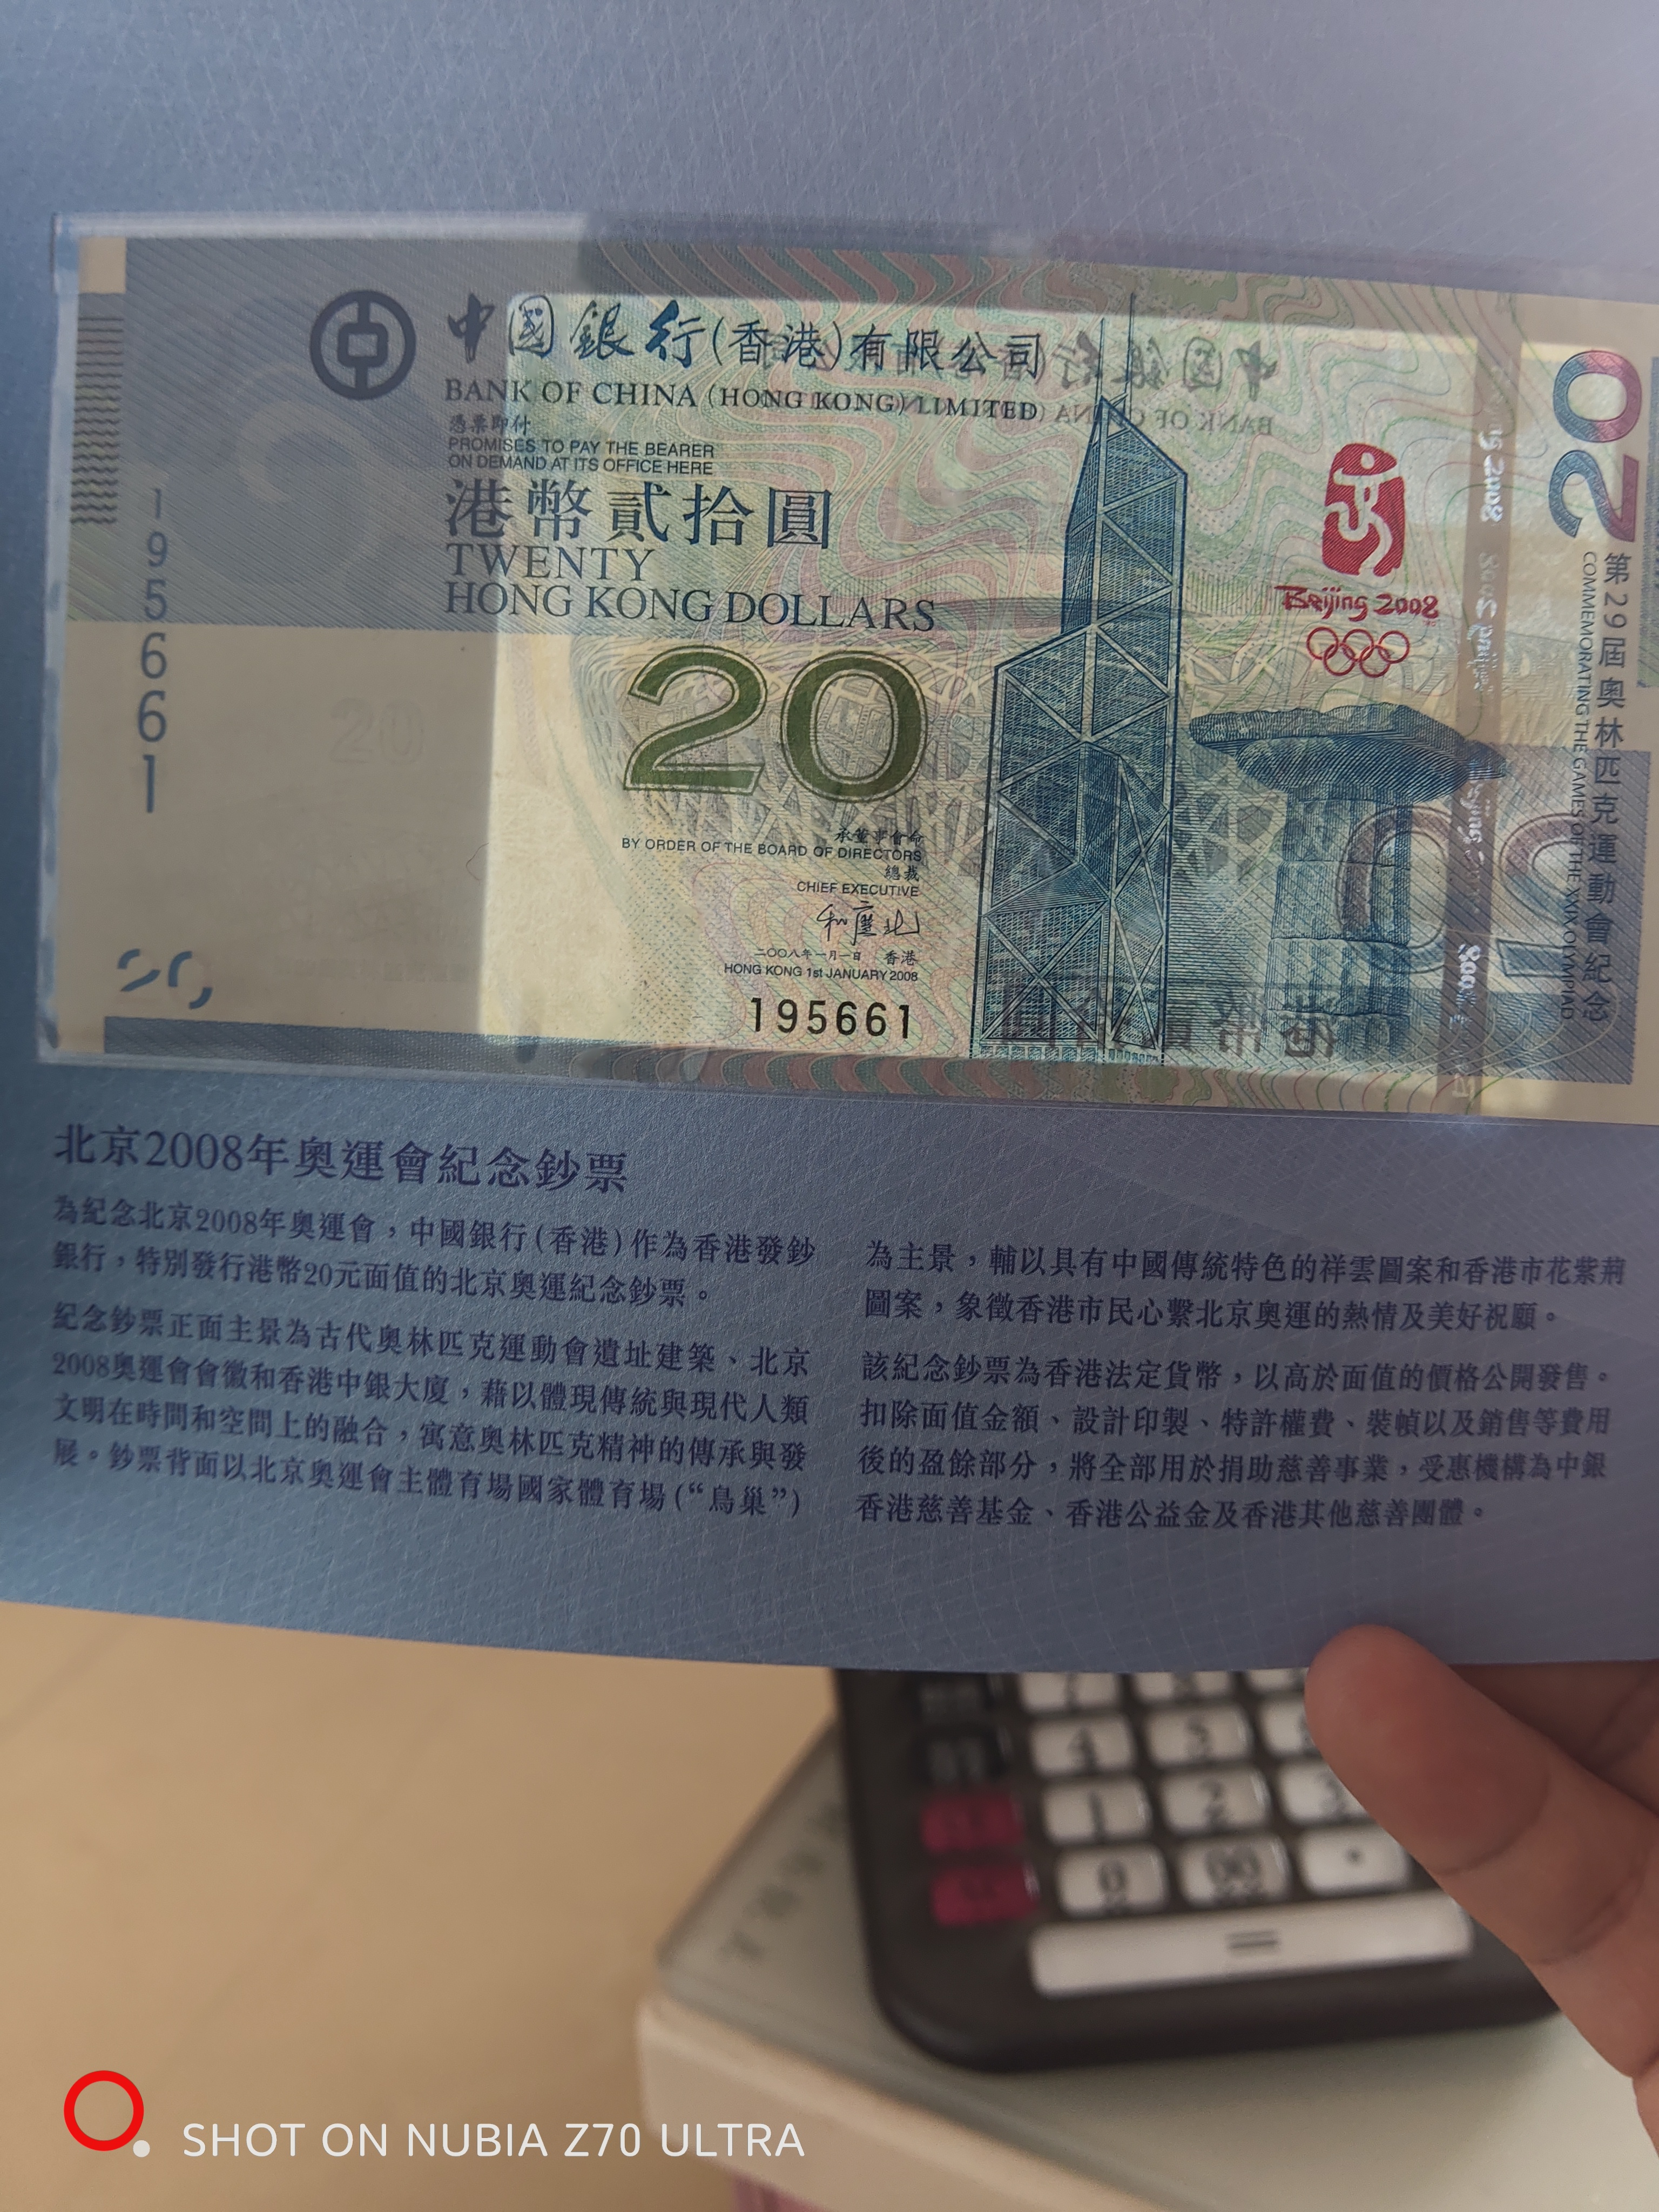 中國銀行(香港)有限公司
BANK OF CHINA (HONG KONG) LIMITED
憑票即付
PROMISES TO PAY THE BEARER
ON DEMAND AT ITS OFFICE HERE
港幣貳拾圓
TWENTY
HONG KONG DOLLARS
20
承董事會命
BY ORDER OF THE BOARD OF DIRECTORS
總裁
CHIEF EXECUTIVE
二〇〇八年一月一日 香港
HONG KONG 1st JANUARY 2008
195661
195661
20
20
Beijing 2008
20
第29屆奧林匹克運動會紀念
COMMEMORATING THE GAMES OF THE XXIX OLYMPIAD
北京2008年奧運會紀念鈔票
為紀念北京2008年奧運會，中國銀行(香港)作為香港發鈔
銀行，特別發行港幣20元面值的北京奧運紀念鈔票。
紀念鈔票正面主景為古代奧林匹克運動會遺址建築、北京
2008奧運會會徽和香港中銀大廈，藉以體現傳統與現代人類
文明在時間和空間上的融合，寓意奧林匹克精神的傳承與發
展。鈔票背面以北京奧運會主體育場國家體育場(“鳥巢”)
為主景，輔以具有中國傳統特色的祥雲圖案和香港市花紫荊
圖案，象徵香港市民心繫北京奧運的熱情及美好祝願。
該紀念鈔票為香港法定貨幣，以高於面值的價格公開發售。
扣除面值金額、設計印製、特許權費、裝幀以及銷售等費用
後的盈餘部分，將全部用於捐助慈善事業，受惠機構為中銀
香港慈善基金、香港公益金及香港其他慈善團體。
4 5
1 2 3
0 00 ·
=
SHOT ON NUBIA Z70 ULTRA